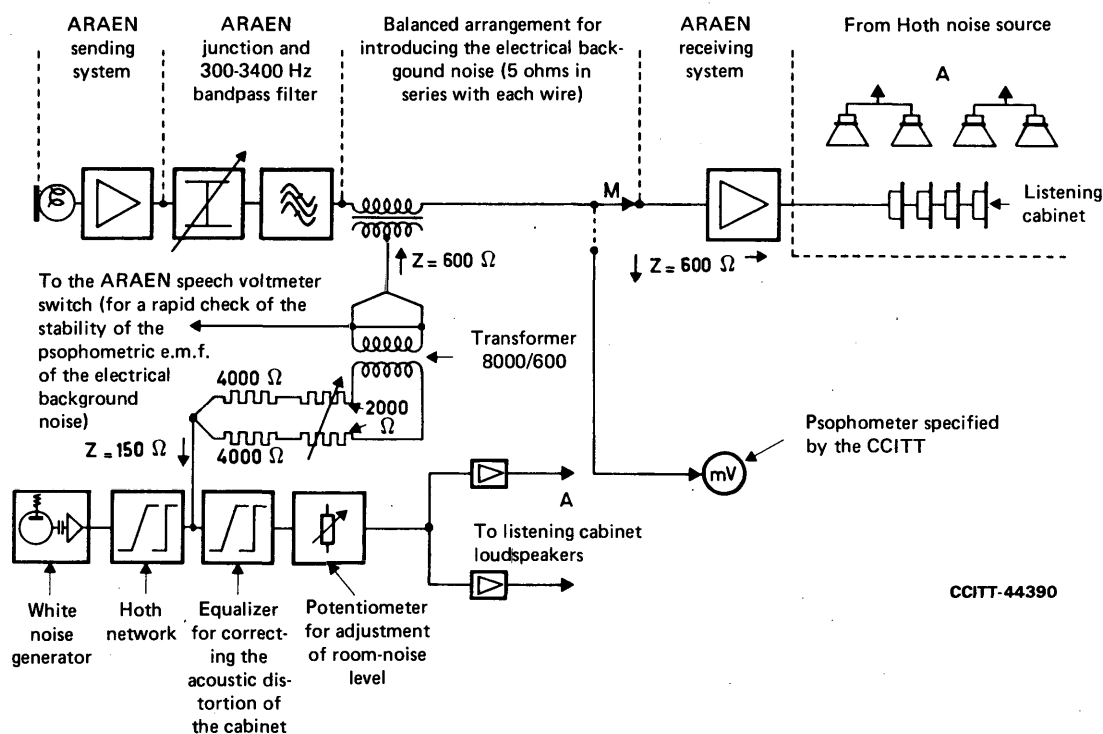 ARAEN
sending
system
ARAEN
junction and
300-3400 Hz
bandpass filter
Balanced arrangement for
introducing the electrical back-
gound noise (5 ohms in
series with each wire)
ARAEN
receiving
system
From Hoth noise source
A
M
Listening
cabinet
Z = 600 Ω
Z = 600 Ω
To the ARAEN speech voltmeter
switch (for a rapid check of the
stability of the
psophometric e.m.f.
of the electrical
background
noise)
Transformer
8000/600
4000 Ω
2000
Ω
4000 Ω
Z = 150 Ω
Psophometer specified
by the CCITT
mV
A
To listening cabinet
loudspeakers
CCITT-44390
White
noise
generator
Hoth
network
Equalizer
for correct-
ing the
acoustic dis-
tortion of
the cabinet
Potentiometer
for adjustment
of room-noise
level